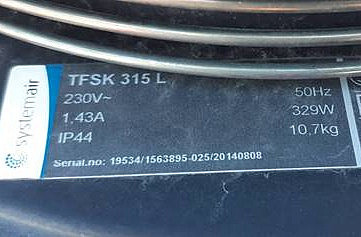 systemair
TFSK 315 L
230V~ 50Hz
1,43A 329W
IP44 10,7kg
Serial.no: 19534/1563895-025/20140808